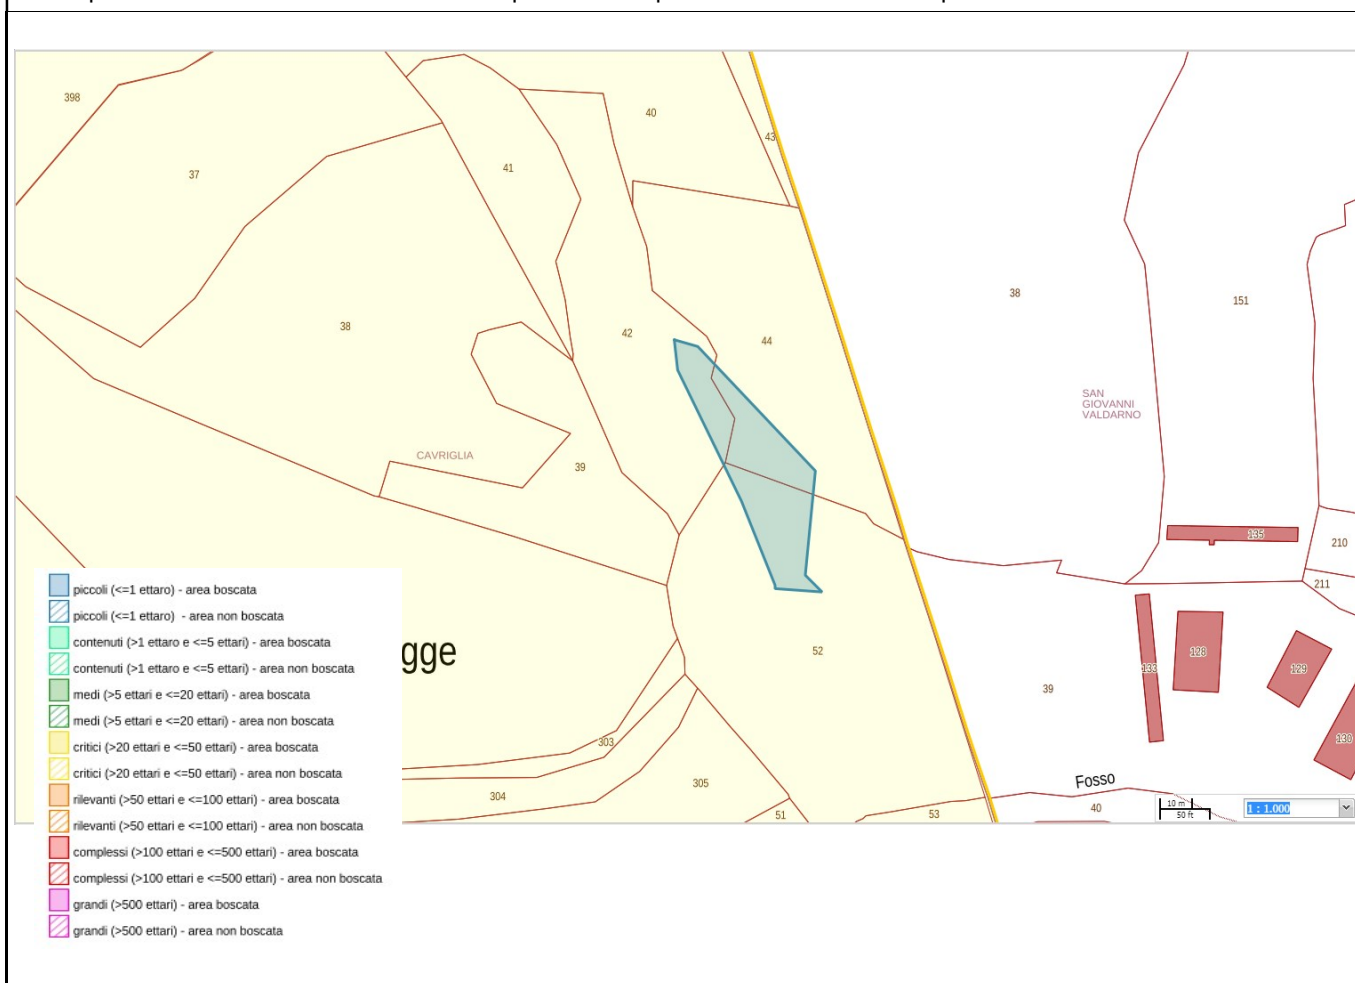 398
40
43
37
41
38
42
44
38
151
SAN
GIOVANNI
VALDARNO
CAVRIGLIA
39
135
210
211
gge
52
128
133
129
39
130
303
304
305
51
53
40
Fosso
10 m
50 ft
1 : 1.000
piccoli (<=1 ettaro) - area boscata
piccoli (<=1 ettaro) - area non boscata
contenuti (>1 ettaro e <=5 ettari) - area boscata
contenuti (>1 ettaro e <=5 ettari) - area non boscata
medi (>5 ettari e <=20 ettari) - area boscata
medi (>5 ettari e <=20 ettari) - area non boscata
critici (>20 ettari e <=50 ettari) - area boscata
critici (>20 ettari e <=50 ettari) - area non boscata
rilevanti (>50 ettari e <=100 ettari) - area boscata
rilevanti (>50 ettari e <=100 ettari) - area non boscata
complessi (>100 ettari e <=500 ettari) - area boscata
complessi (>100 ettari e <=500 ettari) - area non boscata
grandi (>500 ettari) - area boscata
grandi (>500 ettari) - area non boscata